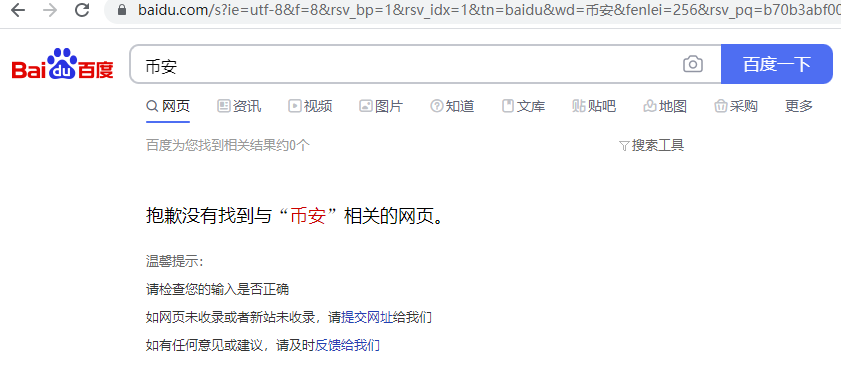 baidu.com/s?ie=utf-8&f=8&rsv_bp=1&rsv_idx=1&tn=baidu&wd=币安&fenlei=256&rsv_pq=b70b3abf00
Bai du 百度 币安 百度一下
网页 资讯 视频 图片 知道 文库 贴吧 地图 采购 更多
百度为您找到相关结果约0个 搜索工具
抱歉没有找到与“币安”相关的网页。
温馨提示：
请检查您的输入是否正确
如网页未收录或者新站未收录，请提交网址给我们
如有任何意见或建议，请及时反馈给我们